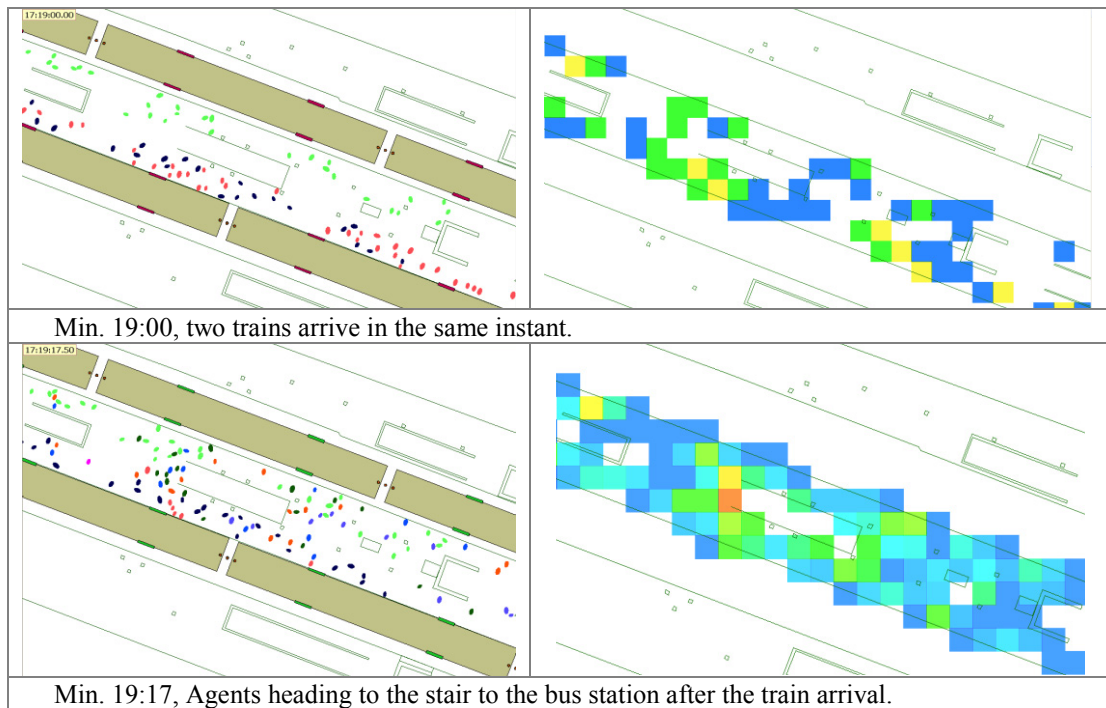 17:19:00.00
Min. 19:00, two trains arrive in the same instant.
17:19:17.50
Min. 19:17, Agents heading to the stair to the bus station after the train arrival.